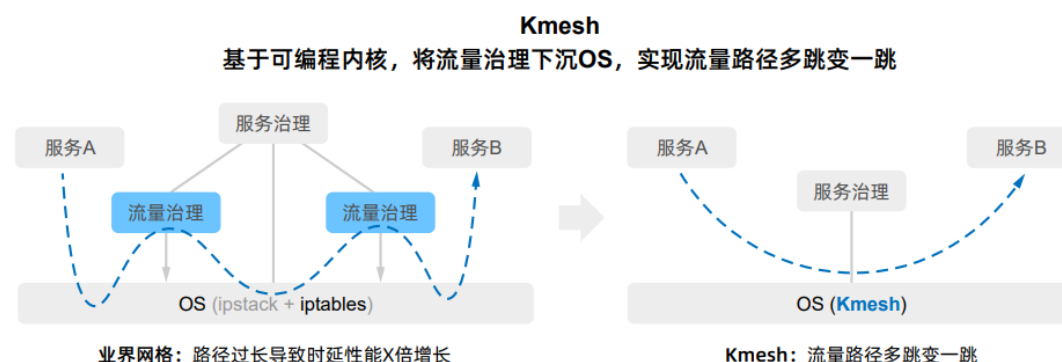 Kmesh
基于可编程内核，将流量治理下沉OS，实现流量路径多跳变一跳
服务治理
服务A
服务B
流量治理
流量治理
OS (ipstack + iptables)
业界网格：路径过长导致时延性能X倍增长
服务A
服务B
服务治理
OS (Kmesh)
Kmesh：流量路径多跳变一跳